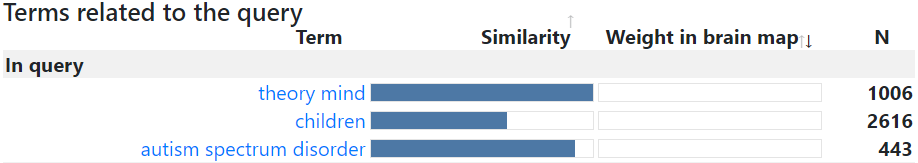 Terms related to the query
Term Similarity↑ Weight in brain map↑↓ N
In query
theory mind 1006
children 2616
autism spectrum disorder 443